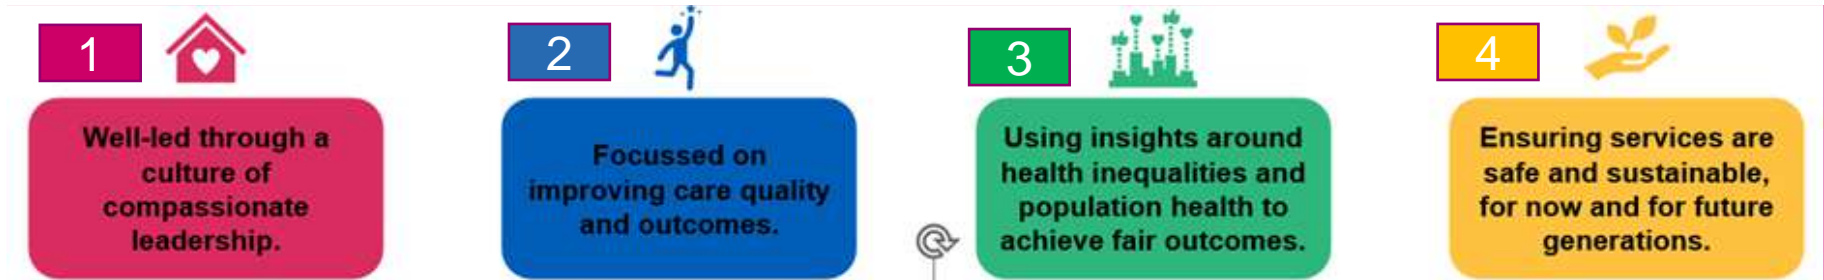 1
Well-led through a
culture of
compassionate
leadership.
2
Focussed on
improving care quality
and outcomes.
3
Using insights around
health inequalities and
population health to
achieve fair outcomes.
4
Ensuring services are
safe and sustainable,
for now and for future
generations.